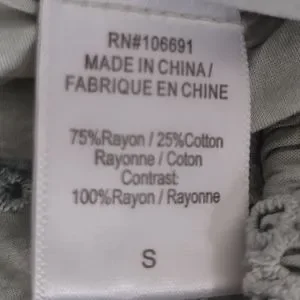 RN#106691
MADE IN CHINA/
FABRIQUE EN CHINE
75%Rayon / 25%Cotton
Rayonne / Coton
Contrast:
100%Rayon / Rayonne
S